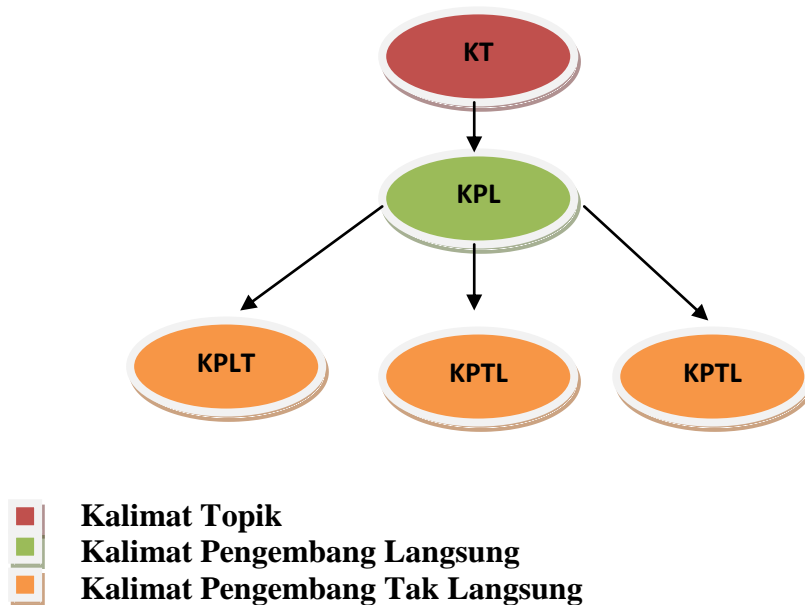 KT
KPL
KPLT
KPTL
KPTL
Kalimat Topik
Kalimat Pengembang Langsung
Kalimat Pengembang Tak Langsung